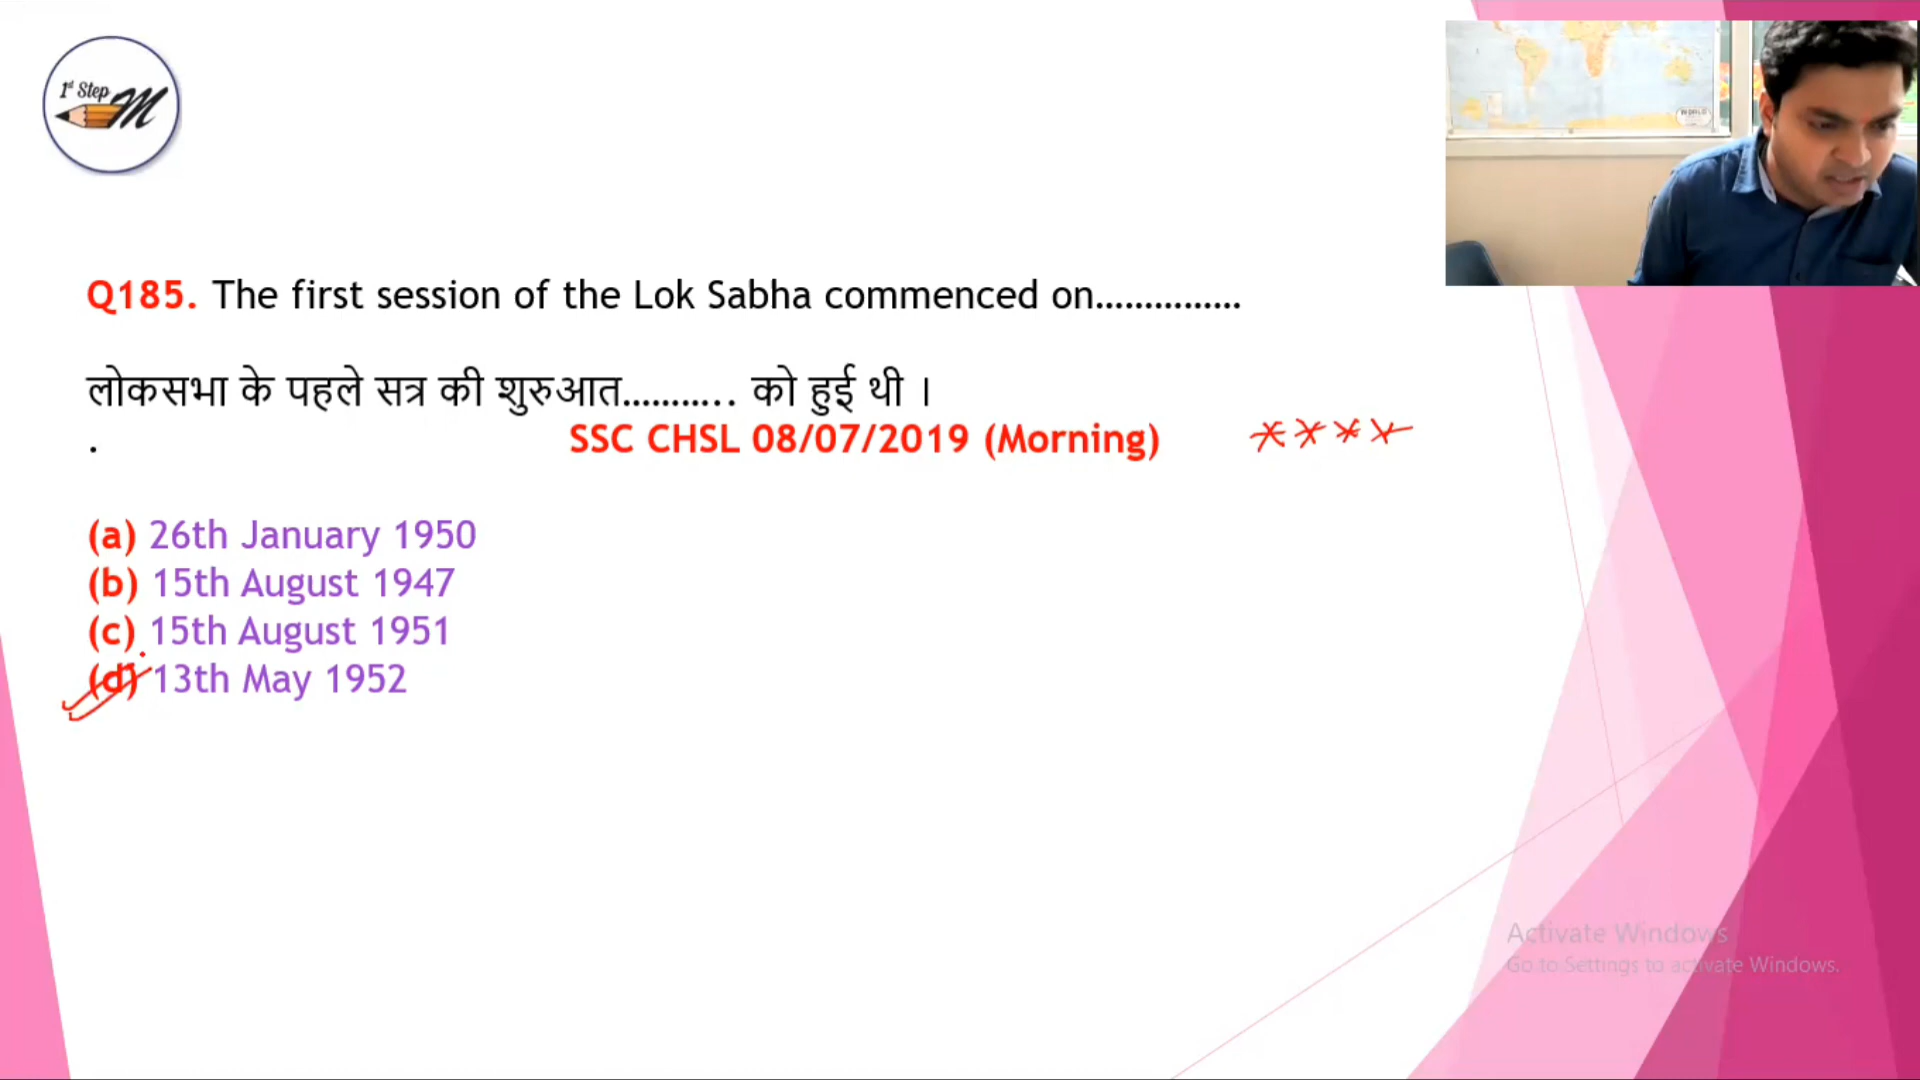 1st Step
M
Q185. The first session of the Lok Sabha commenced on...............
लोकसभा के पहले सत्र की शुरुआत........... को हुई थी ।
.
SSC CHSL 08/07/2019 (Morning)
(a) 26th January 1950
(b) 15th August 1947
(c) 15th August 1951
(d) 13th May 1952
Activate Windows
Go to Settings to activate Windows.